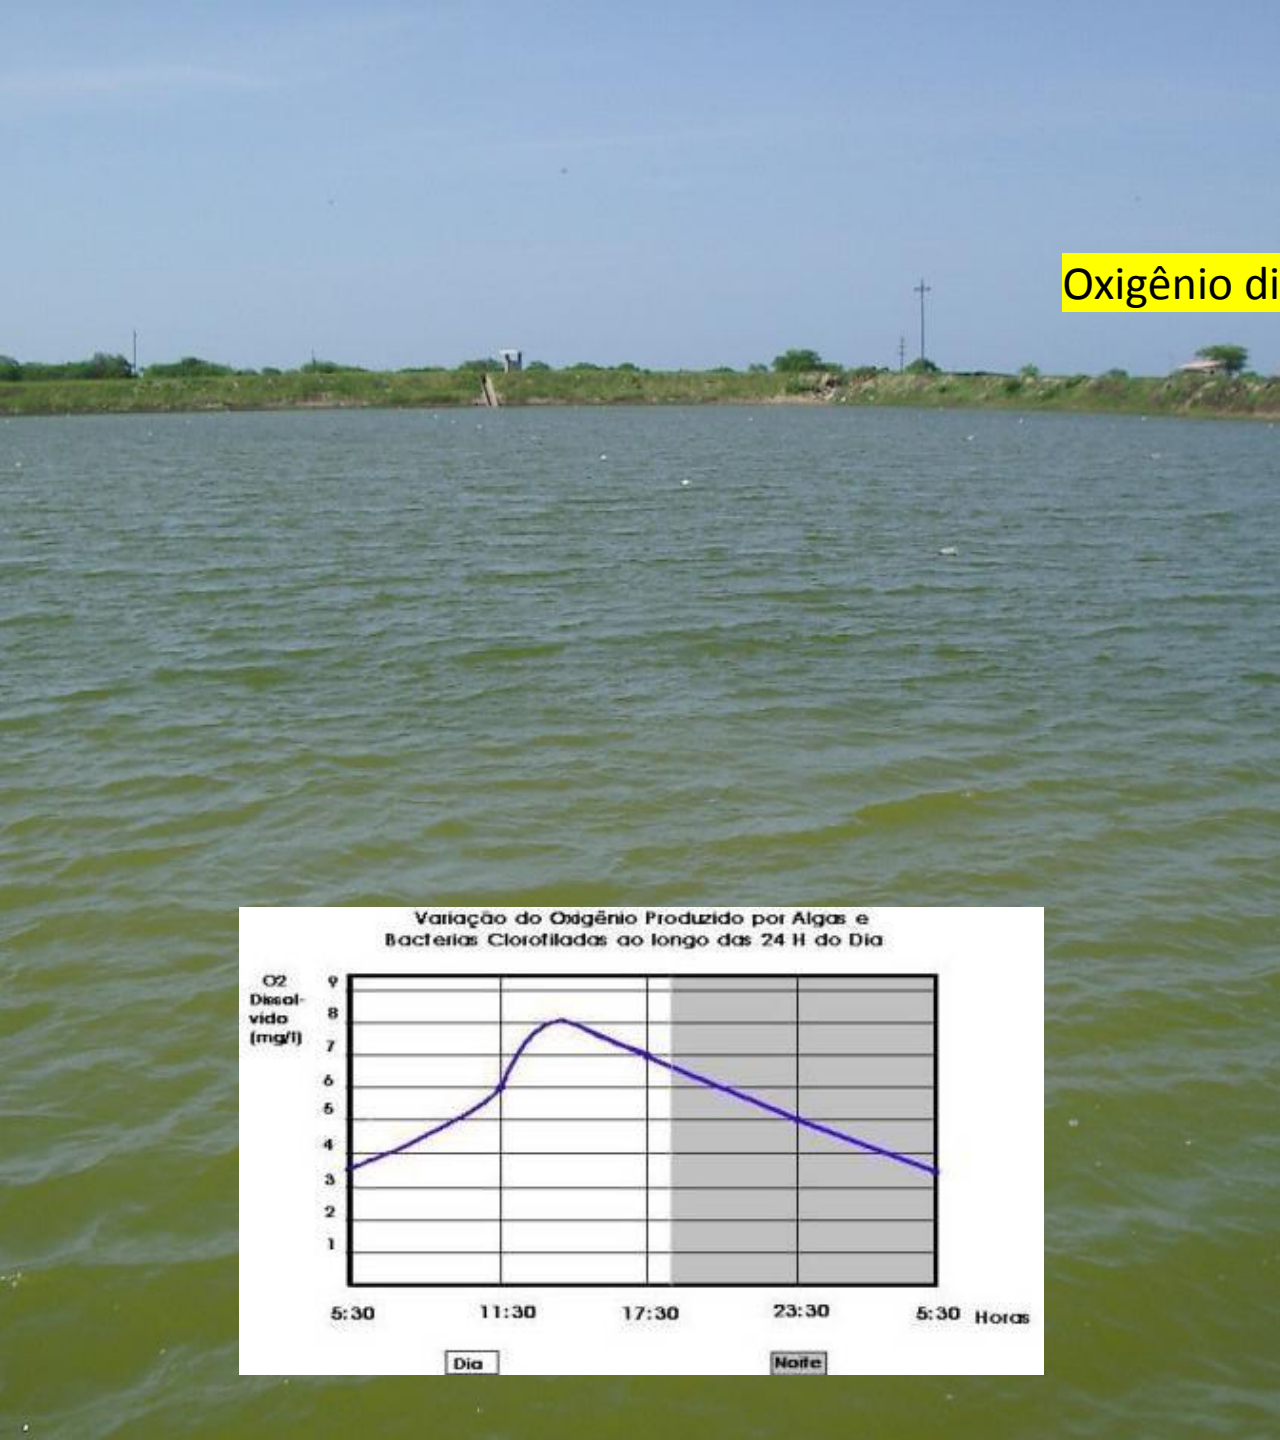 Oxigênio di
Variação do Oxigênio Produzido por Algas e
Bacterias Clorofiladas ao longo das 24 H do Dia
O2
Dissol-
vido
(mg/l)
9
8
7
6
5
4
3
2
1
5:30 11:30 17:30 23:30 5:30 Horas
Dia Noite